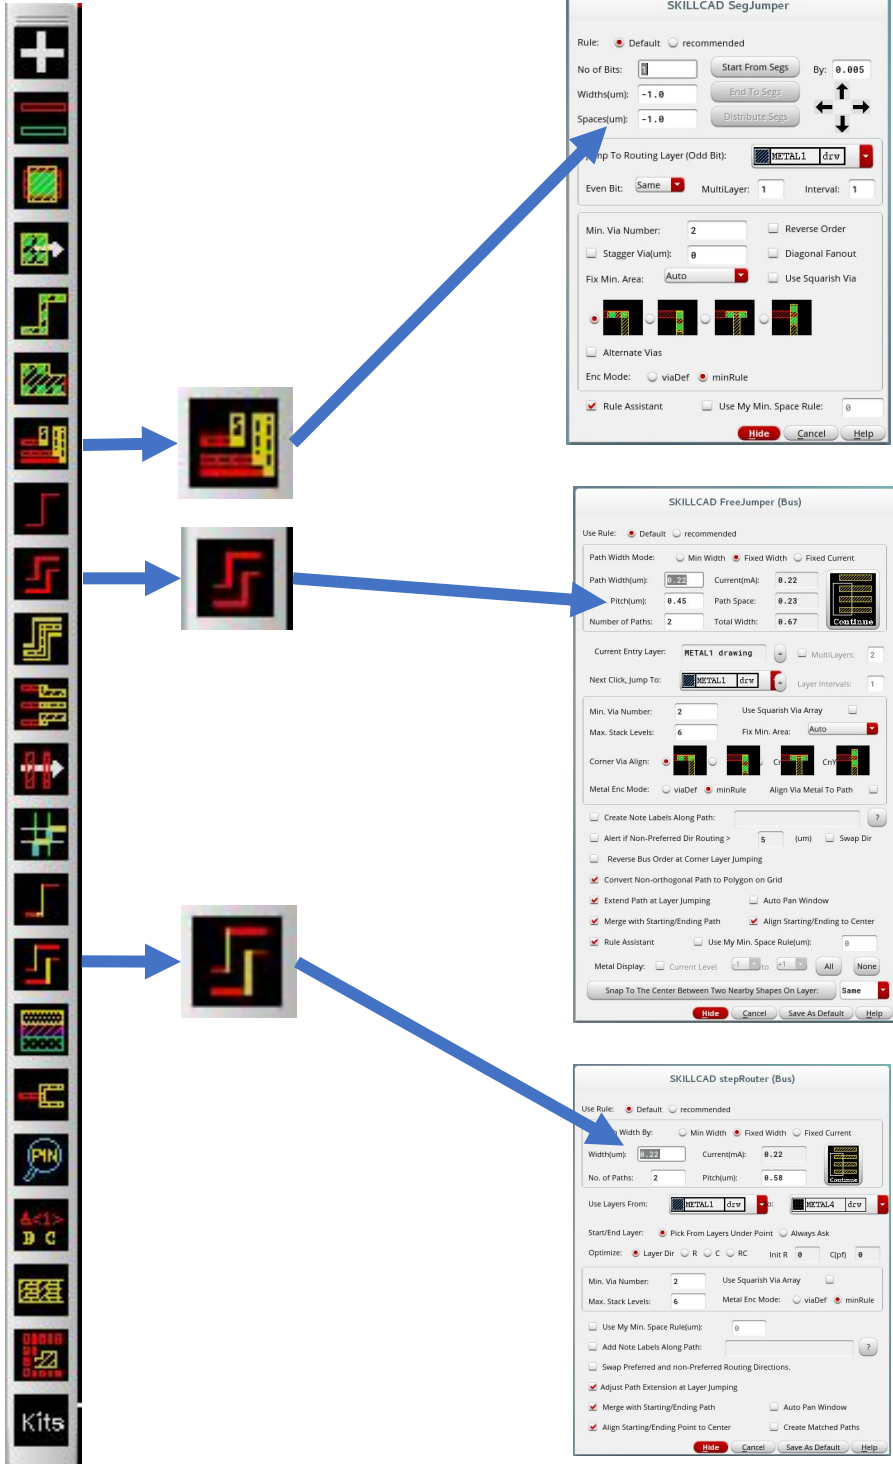 PIN
A<1>
B C
Kits
SKILLCAD SegJumper
Rule: Default recommended
No of Bits: 1 Start From Segs By: 0.005
Widths(um): -1.0 End To Segs
Spaces(um): -1.0 Distribute Segs
Jump To Routing Layer (Odd Bit): METAL1 drw
Even Bit: Same MultiLayer: 1 Interval: 1
Min. Via Number: 2 Reverse Order
Stagger Via(um): 0 Diagonal Fanout
Fix Min. Area: Auto Use Squarish Via
Alternate Vias
Enc Mode: viaDef minRule
Rule Assistant Use My Min. Space Rule: 0
Hide Cancel Help
SKILLCAD FreeJumper (Bus)
Use Rule: Default recommended
Path Width Mode: Min Width Fixed Width Fixed Current
Path Width(um): 0.22 Current(mA): 0.22
Pitch(um): 0.45 Path Space: 0.23
Number of Paths: 2 Total Width: 0.67
Continue
Current Entry Layer: METAL1 drawing MultiLayers: 2
Next Click, Jump To: METAL1 drw Layer Intervals: 1
Min. Via Number: 2 Use Squarish Via Array
Max. Stack Levels: 6 Fix Min. Area: Auto
Corner Via Align: CnY
Metal Enc Mode: viaDef minRule Align Via Metal To Path
Create Note Labels Along Path: ?
Alert if Non-Preferred Dir Routing > 5 (um) Swap Dir
Reverse Bus Order at Corner Layer Jumping
Convert Non-orthogonal Path to Polygon on Grid
Extend Path at Layer Jumping Auto Pan Window
Merge with Starting/Ending Path Align Starting/Ending to Center
Rule Assistant Use My Min. Space Rule(um): 0
Metal Display: Current Level -1 to +1 All None
Snap To The Center Between Two Nearby Shapes On Layer: Same
Hide Cancel Save As Default Help
SKILLCAD stepRouter (Bus)
Use Rule: Default recommended
Width By: Min Width Fixed Width Fixed Current
Width(um): 0.22 Current(mA): 0.22
No. of Paths: 2 Pitch(um): 0.58
Continue
Use Layers From: METAL1 drw METAL4 drw
Start/End Layer: Pick From Layers Under Point Always Ask
Optimize: Layer Dir R C RC Init R 0 C(pf) 0
Min. Via Number: 2 Use Squarish Via Array
Max. Stack Levels: 6 Metal Enc Mode: viaDef minRule
Use My Min. Space Rule(um): 0
Add Note Labels Along Path: ?
Swap Preferred and non-Preferred Routing Directions.
Adjust Path Extension at Layer Jumping
Merge with Starting/Ending Path Auto Pan Window
Align Starting/Ending Point to Center Create Matched Paths
Hide Cancel Save As Default Help